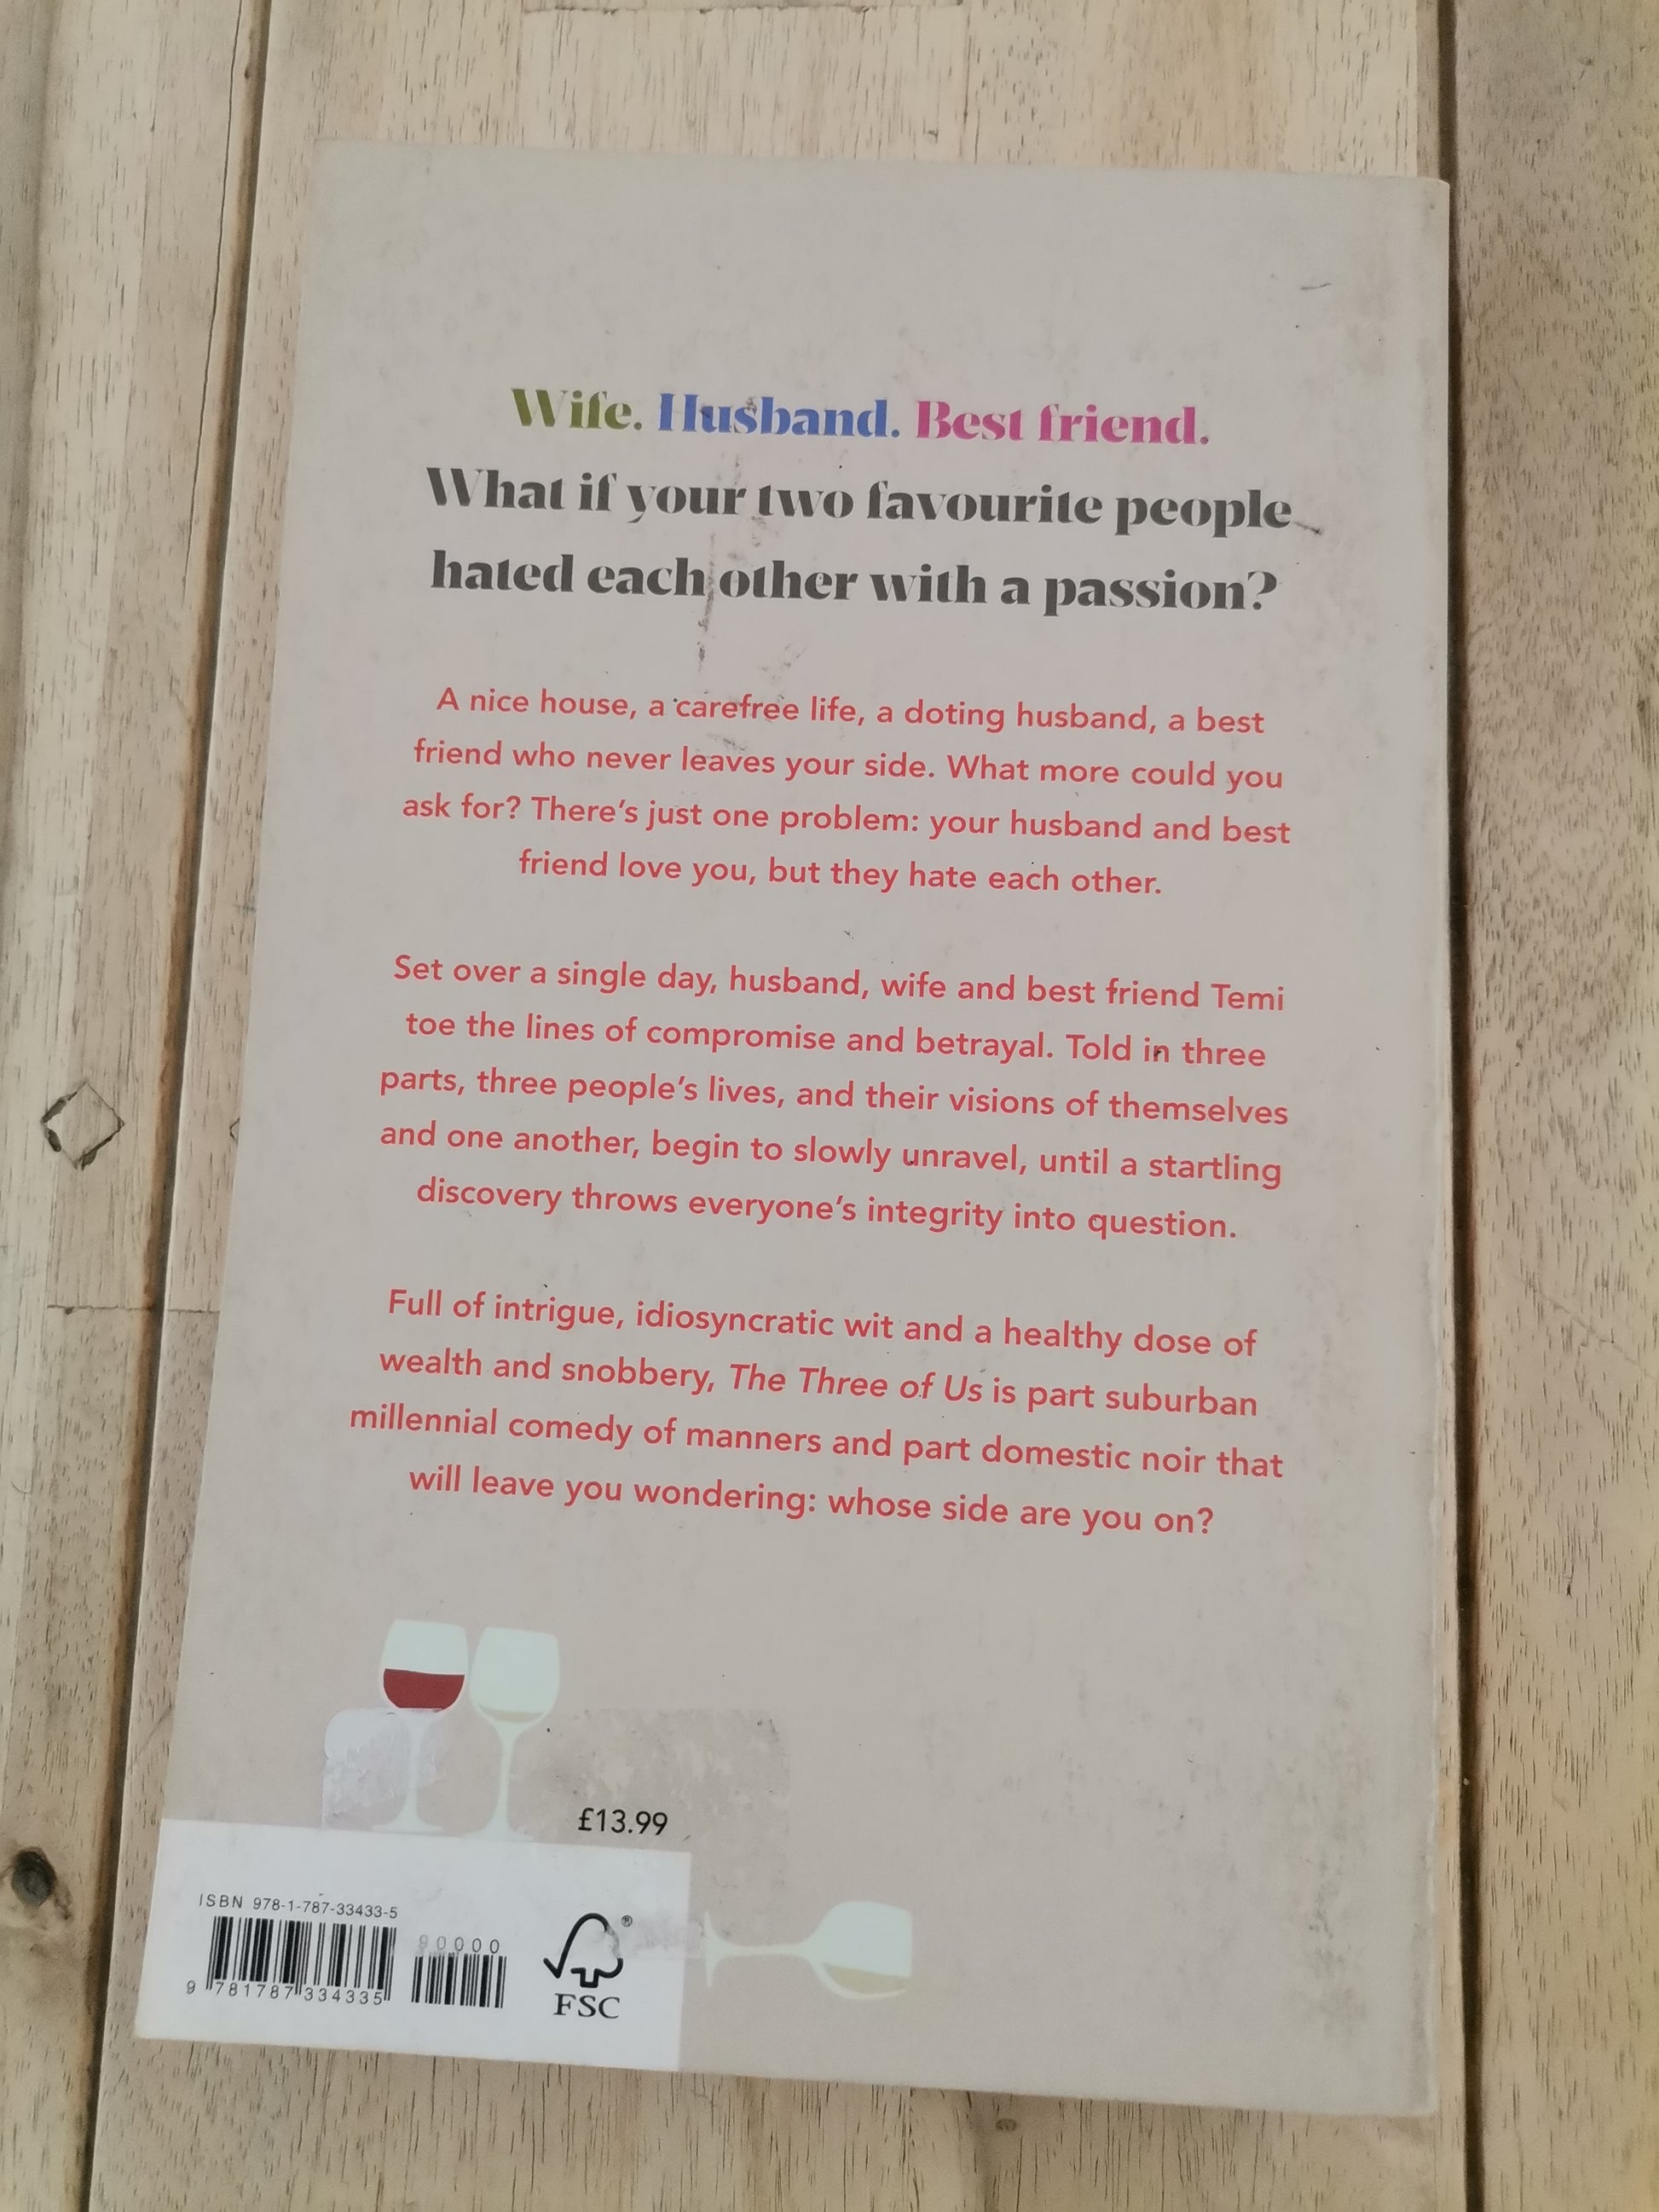 Wife. Husband. Best friend.
What if your two favourite people
hated each other with a passion?
A nice house, a carefree life, a doting husband, a best
friend who never leaves your side. What more could you
ask for? There's just one problem: your husband and best
friend love you, but they hate each other.
Set over a single day, husband, wife and best friend Temi
toe the lines of compromise and betrayal. Told in three
parts, three people's lives, and their visions of themselves
and one another, begin to slowly unravel, until a startling
discovery throws everyone's integrity into question.
Full of intrigue, idiosyncratic wit and a healthy dose of
wealth and snobbery, The Three of Us is part suburban
millennial comedy of manners and part domestic noir that
will leave you wondering: whose side are you on?
£13.99
ISBN 978-1-787-33433-5
90000
9 781787 334335
®
FSC